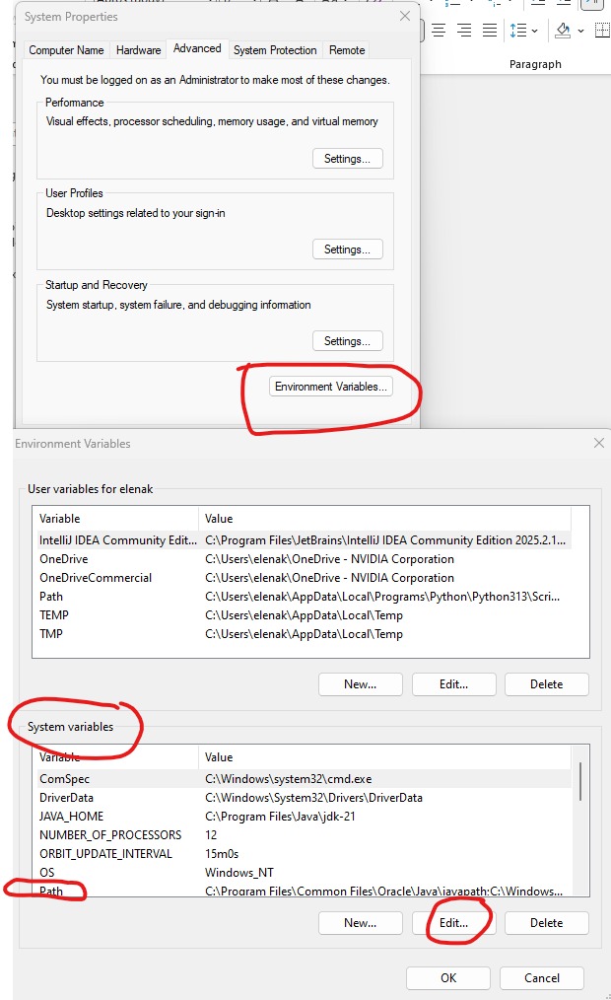 System Properties
Computer Name Hardware Advanced System Protection Remote
You must be logged on as an Administrator to make most of these changes.
Performance
Visual effects, processor scheduling, memory usage, and virtual memory
Settings...
User Profiles
Desktop settings related to your sign-in
Settings...
Startup and Recovery
System startup, system failure, and debugging information
Settings...
Environment Variables...
Paragraph
Environment Variables
User variables for elenak
Variable Value
IntelliJ IDEA Community Edit... C:\Program Files\JetBrains\IntelliJ IDEA Community Edition 2025.2.1...
OneDrive C:\Users\elenak\OneDrive - NVIDIA Corporation
OneDriveCommercial C:\Users\elenak\OneDrive - NVIDIA Corporation
Path C:\Users\elenak\AppData\Local\Programs\Python\Python313\Scri...
TEMP C:\Users\elenak\AppData\Local\Temp
TMP C:\Users\elenak\AppData\Local\Temp
New... Edit... Delete
System variables
Variable Value
ComSpec C:\Windows\system32\cmd.exe
DriverData C:\Windows\System32\Drivers\DriverData
JAVA_HOME C:\Program Files\Java\jdk-21
NUMBER_OF_PROCESSORS 12
ORBIT_UPDATE_INTERVAL 15m0s
OS Windows_NT
Path C:\Program Files\Common Files\Oracle\Java\javapath;C:\Windows...
New... Edit... Delete
OK Cancel